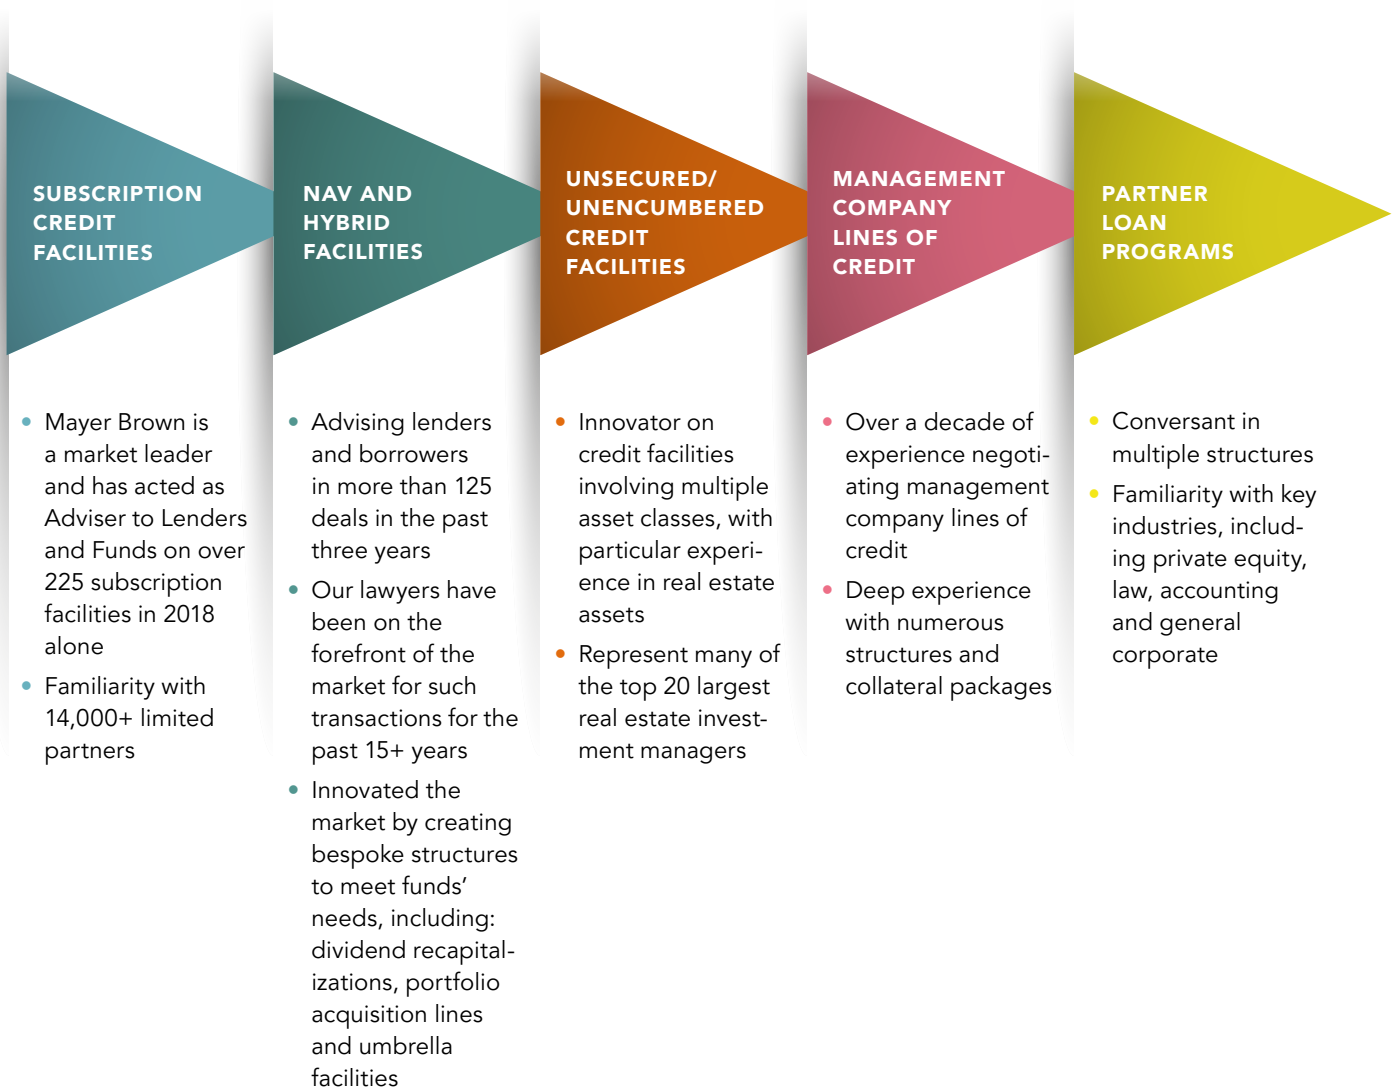 SUBSCRIPTION
CREDIT
FACILITIES
NAV AND
HYBRID
FACILITIES
UNSECURED/
UNENCUMBERED
CREDIT
FACILITIES
MANAGEMENT
COMPANY
LINES OF
CREDIT
PARTNER
LOAN
PROGRAMS
• Mayer Brown is
a market leader
and has acted as
Adviser to Lenders
and Funds on over
225 subscription
facilities in 2018
alone
• Familiarity with
14,000+ limited
partners
• Advising lenders
and borrowers
in more than 125
deals in the past
three years
• Our lawyers have
been on the
forefront of the
market for such
transactions for the
past 15+ years
• Innovated the
market by creating
bespoke structures
to meet funds’
needs, including:
dividend recapital-
izations, portfolio
acquisition lines
and umbrella
facilities
• Innovator on
credit facilities
involving multiple
asset classes, with
particular experi-
ence in real estate
assets
• Represent many of
the top 20 largest
real estate invest-
ment managers
• Over a decade of
experience negoti-
ating management
company lines of
credit
• Deep experience
with numerous
structures and
collateral packages
• Conversant in
multiple structures
• Familiarity with key
industries, includ-
ing private equity,
law, accounting
and general
corporate